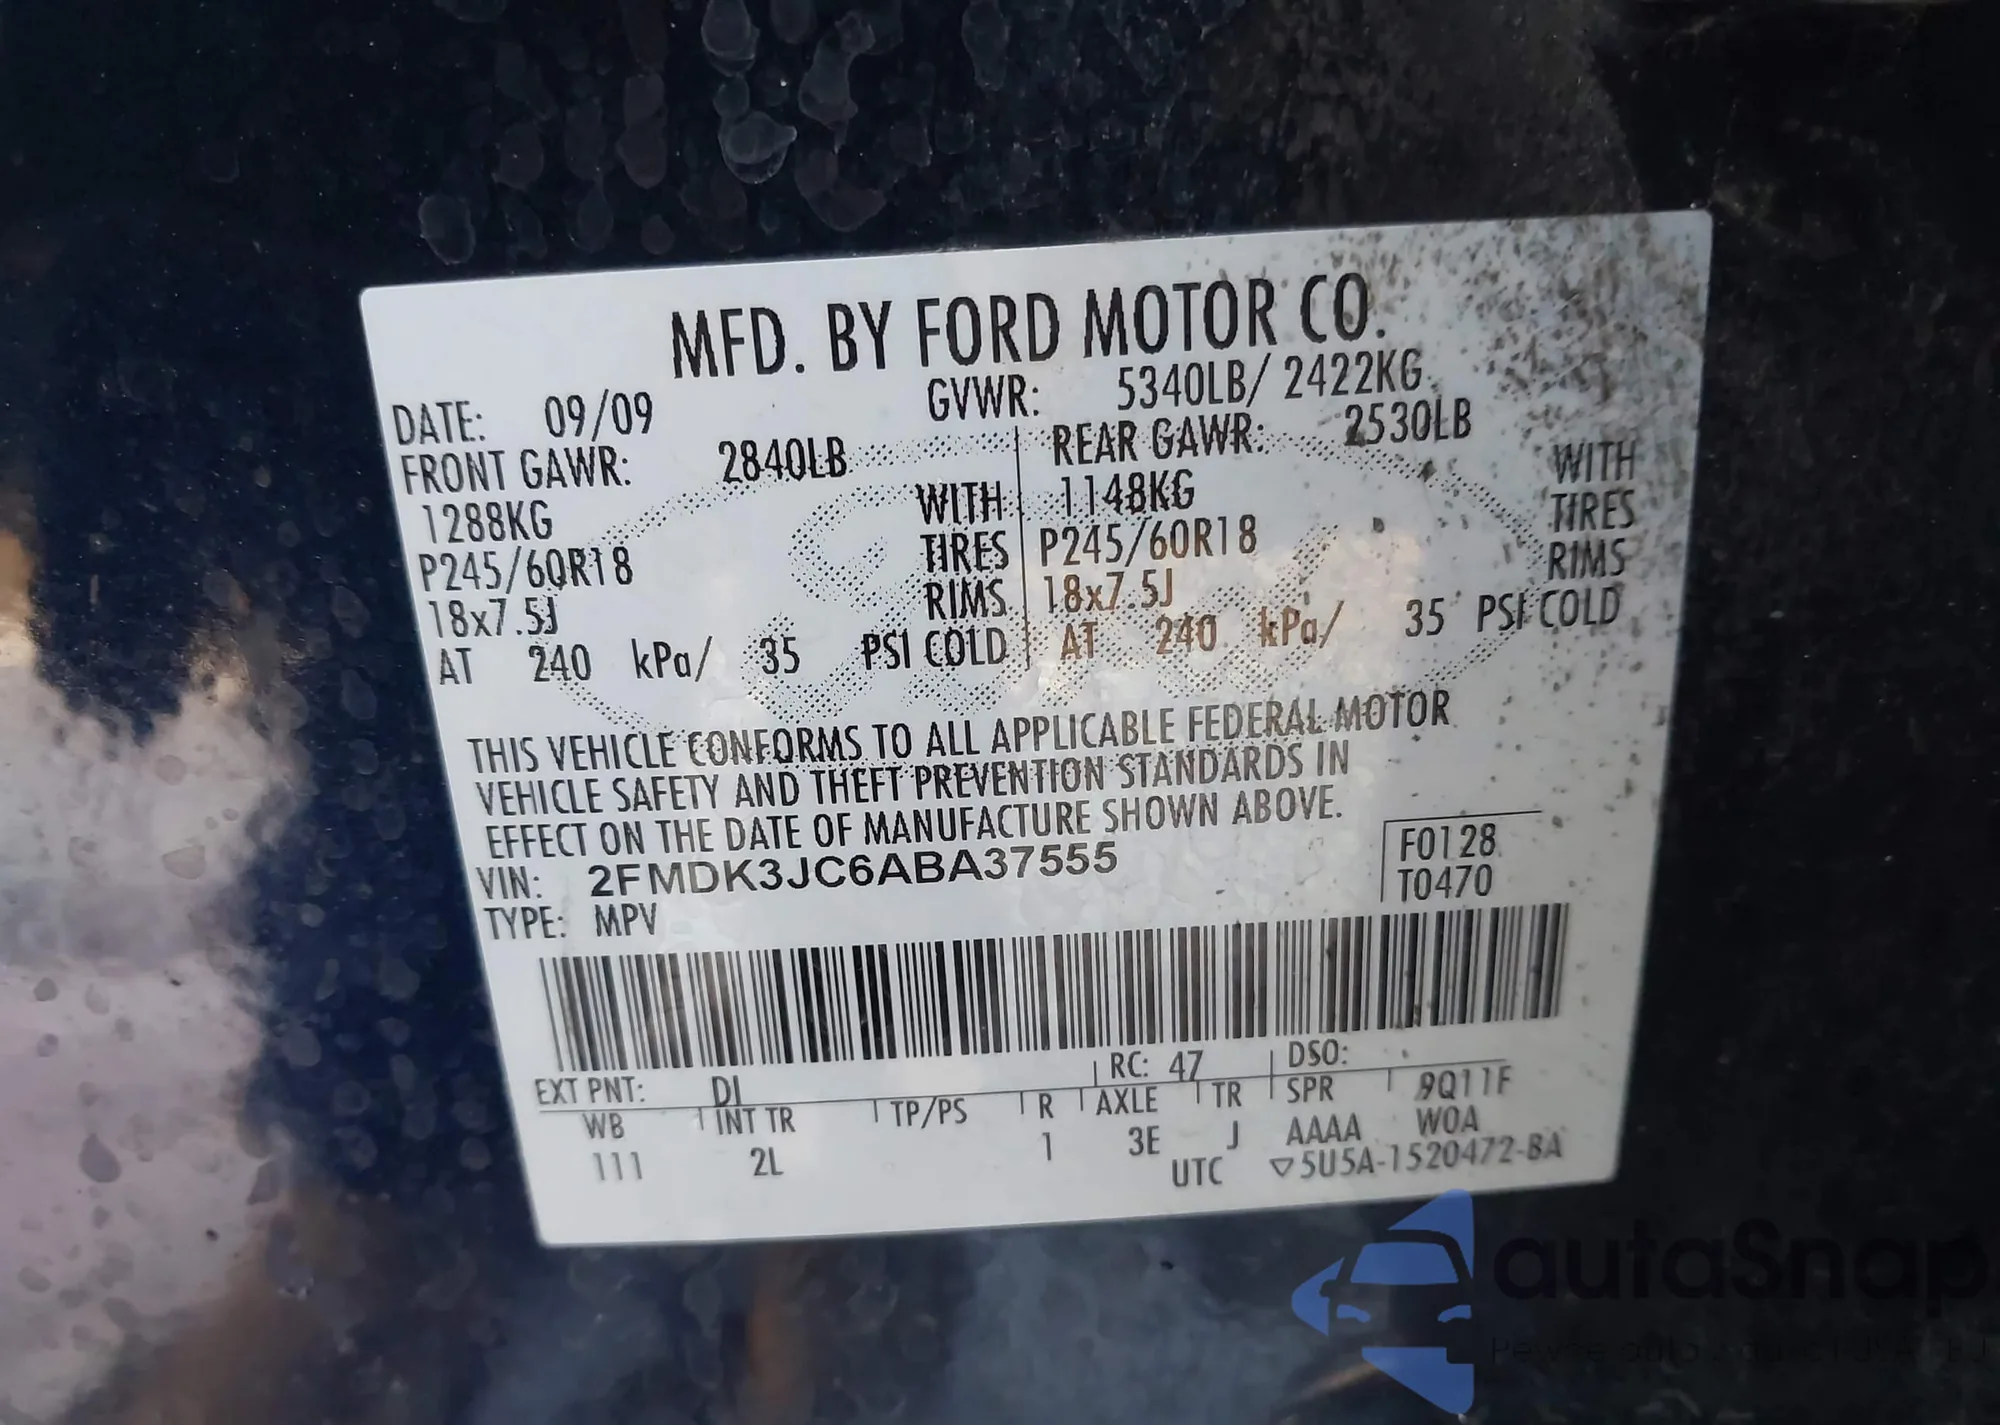 MFD. BY FORD MOTOR CO.
DATE: 09/09 GVWR: 5340LB/ 2422KG
FRONT GAWR: 2840LB REAR GAWR: 2530LB
1288KG WITH 1148KG WITH
P245/60R18 TIRES P245/60R18 TIRES
18x7.5J RIMS 18x7.5J RIMS
AT 240 kPa/ 35 PSI COLD AT 240 kPa/ 35 PSI COLD
THIS VEHICLE CONFORMS TO ALL APPLICABLE FEDERAL MOTOR
VEHICLE SAFETY AND THEFT PREVENTION STANDARDS IN
EFFECT ON THE DATE OF MANUFACTURE SHOWN ABOVE.
VIN: 2FMDK3JC6ABA37555 F0128
TYPE: MPV T0470
EXT PNT: DI RC: 47 DSO:
WB INT TR TP/PS R AXLE TR SPR 9Q11F
111 2L 1 3E J AAAA WOA
UTC ▽5U5A-1520472-BA
autaSnap
auto